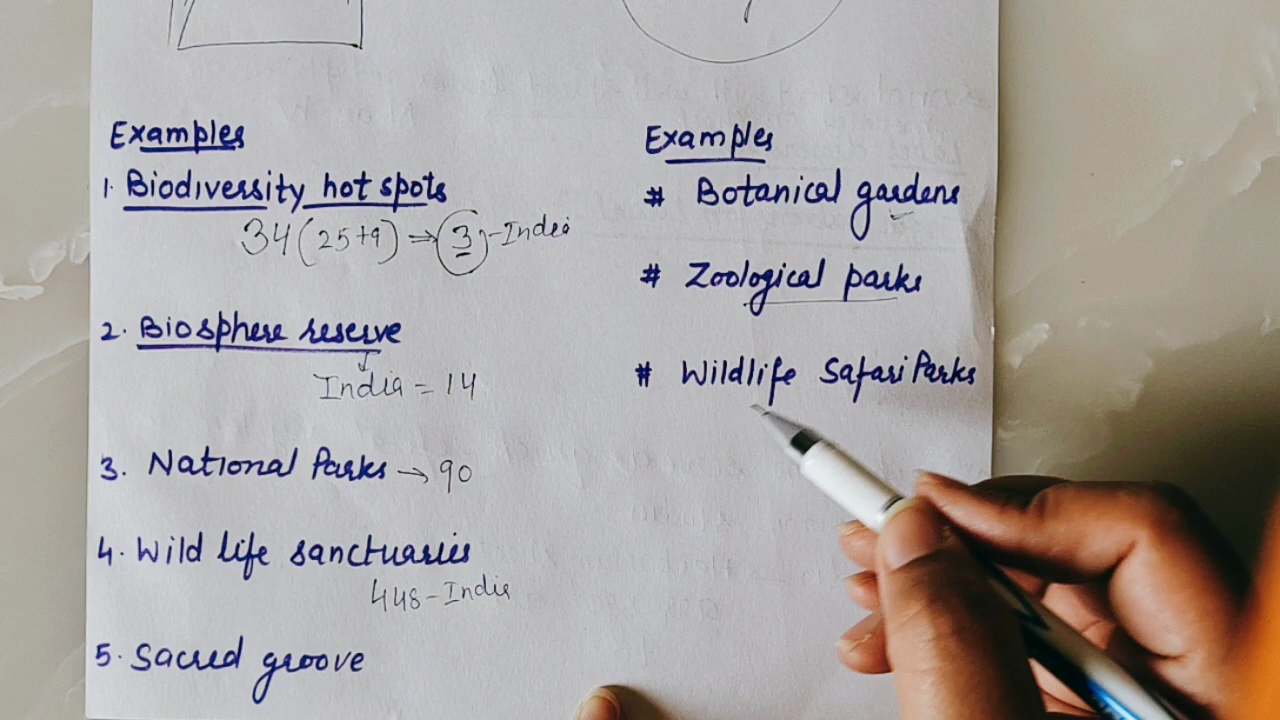 Examples
1. Biodiversity hot spots
34 (25+9) ⇒ 3 - India
2. Biosphere reserve
India = 14
3. National Parks → 90
4. Wild life sanctuaries
448 - India
5. Sacred groove
Examples
# Botanical gardens
# Zoological parks
# Wildlife Safari Parks